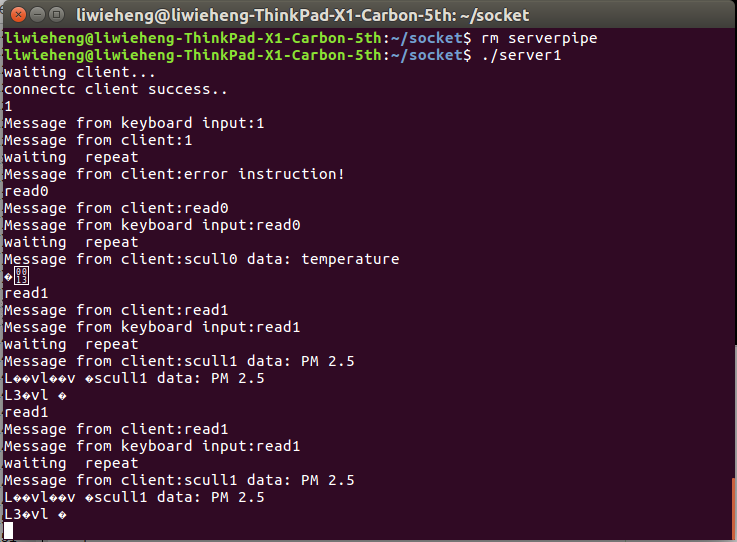 liwieheng@liwieheng-ThinkPad-X1-Carbon-5th: ~/socket
liwieheng@liwieheng-ThinkPad-X1-Carbon-5th:~/socket$ rm serverpipe
liwieheng@liwieheng-ThinkPad-X1-Carbon-5th:~/socket$ ./server1
waiting client...
connectc client success..
1
Message from keyboard input:1
Message from client:1
waiting  repeat
Message from client:error instruction!
read0
Message from client:read0
Message from keyboard input:read0
waiting  repeat
Message from client:scull0 data: temperature
�
read1
Message from client:read1
Message from keyboard input:read1
waiting  repeat
Message from client:scull1 data: PM 2.5
L��vl��v �scull1 data: PM 2.5
L3�vl �
read1
Message from client:read1
Message from keyboard input:read1
waiting  repeat
Message from client:scull1 data: PM 2.5
L��vl��v �scull1 data: PM 2.5
L3�vl �